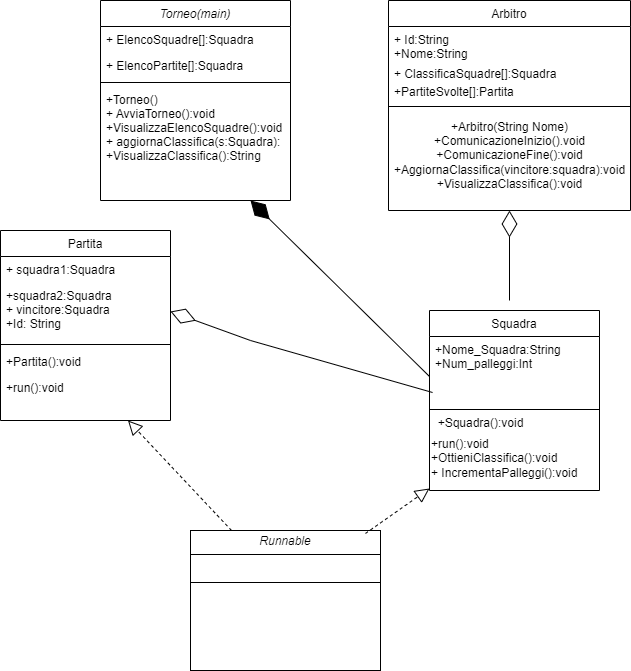 Torneo(main)
+ ElencoSquadre[]:Squadra
+ ElencoPartite[]:Squadra
+Torneo()
+ AvviaTorneo():void
+VisualizzaElencoSquadre():void
+ aggiornaClassifica(s:Squadra):
+VisualizzaClassifica():String
Arbitro
+ Id:String
+Nome:String
+ ClassificaSquadre[]:Squadra
+PartiteSvolte[]:Partita
+Arbitro(String Nome)
+ComunicazioneInizio().void
+ComunicazioneFine():void
+AggiornaClassifica(vincitore:squadra):void
+VisualizzaClassifica():void
Partita
+ squadra1:Squadra
+squadra2:Squadra
+ vincitore:Squadra
+Id: String
+Partita():void
+run():void
Squadra
+Nome_Squadra:String
+Num_palleggi:Int
+Squadra():void
+run():void
+OttieniClassifica():void
+ IncrementaPalleggi():void
Runnable